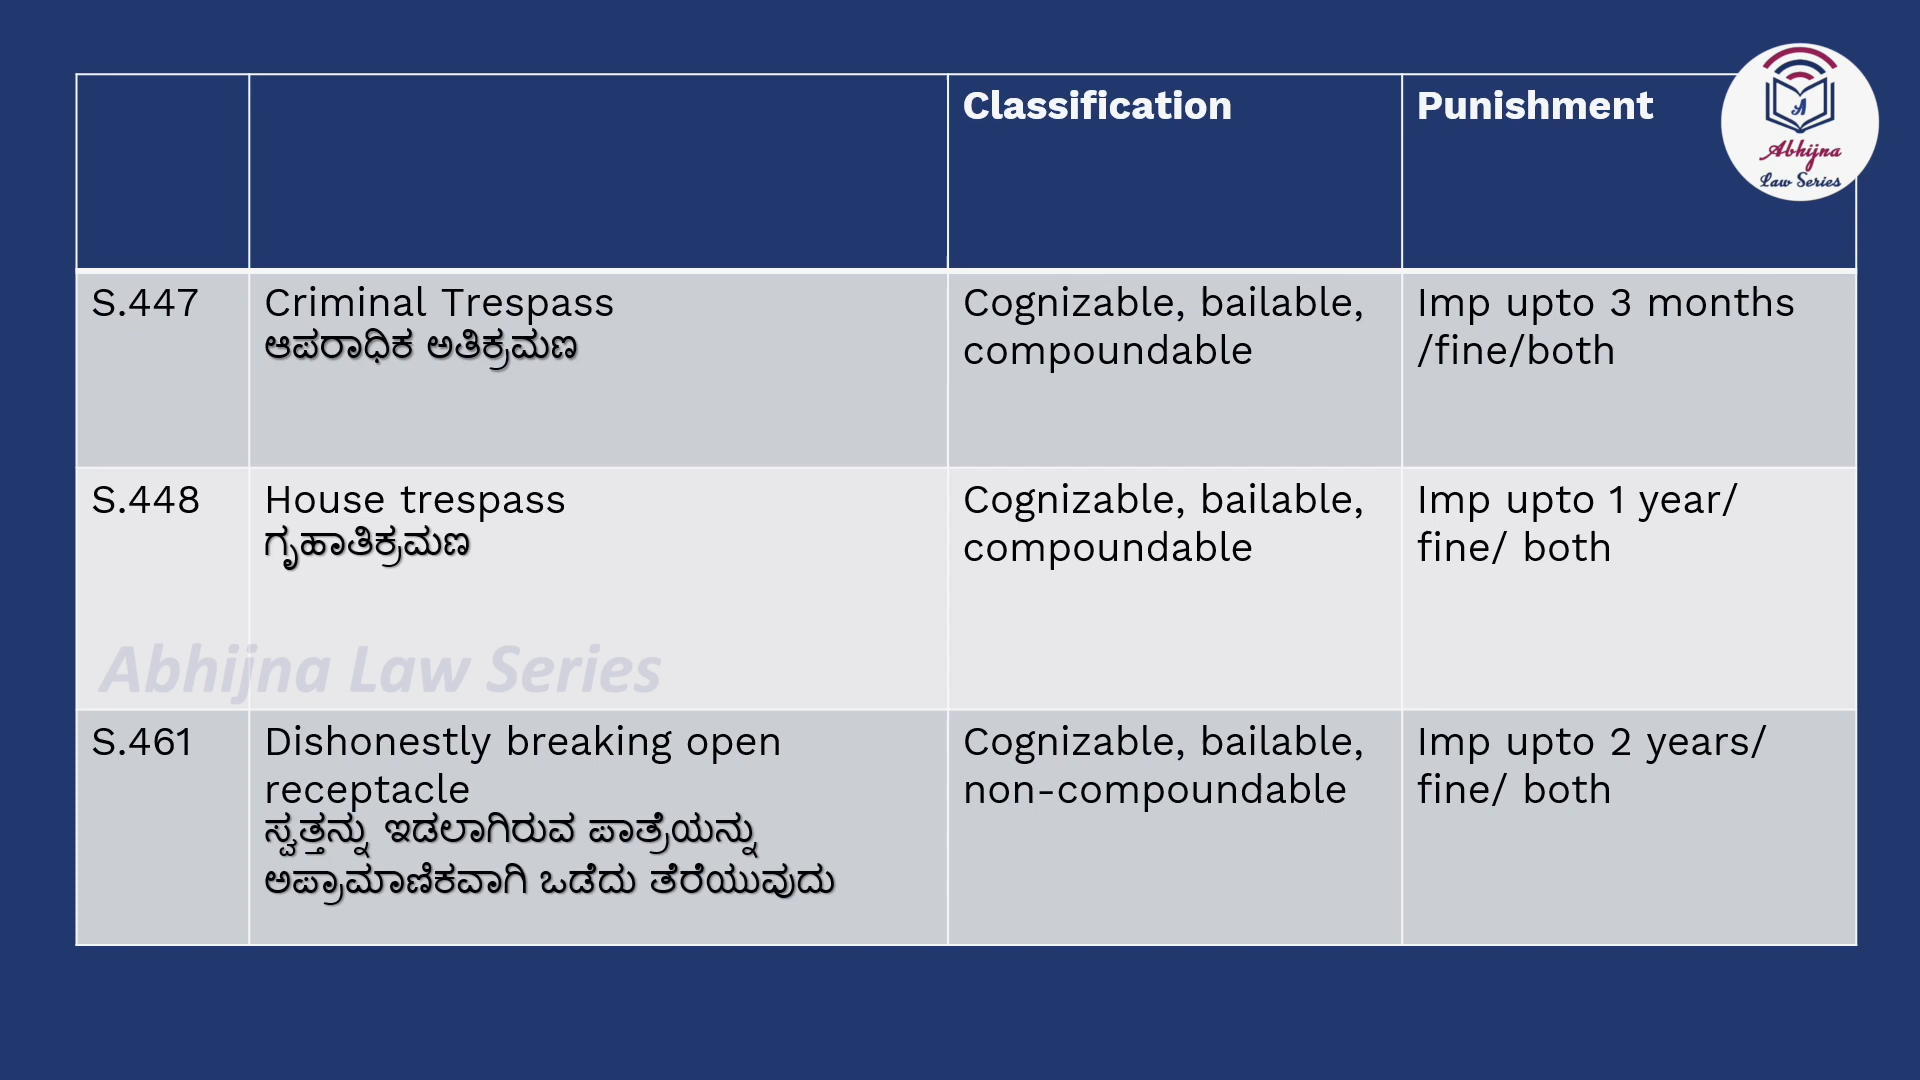 Classification
Punishment
A
Abhijna
Law Series
S.447
Criminal Trespass
ಆಪರಾಧಿಕ ಅತಿಕ್ರಮಣ
Cognizable, bailable,
compoundable
Imp upto 3 months
/fine/both
S.448
House trespass
ಗೃಹಾತಿಕ್ರಮಣ
Cognizable, bailable,
compoundable
Imp upto 1 year/
fine/ both
Abhijna Law Series
S.461
Dishonestly breaking open
receptacle
ಸ್ವತ್ತನ್ನು ಇಡಲಾಗಿರುವ ಪಾತ್ರೆಯನ್ನು
ಅಪ್ರಾಮಾಣಿಕವಾಗಿ ಒಡೆದು ತೆರೆಯುವುದು
Cognizable, bailable,
non-compoundable
Imp upto 2 years/
fine/ both